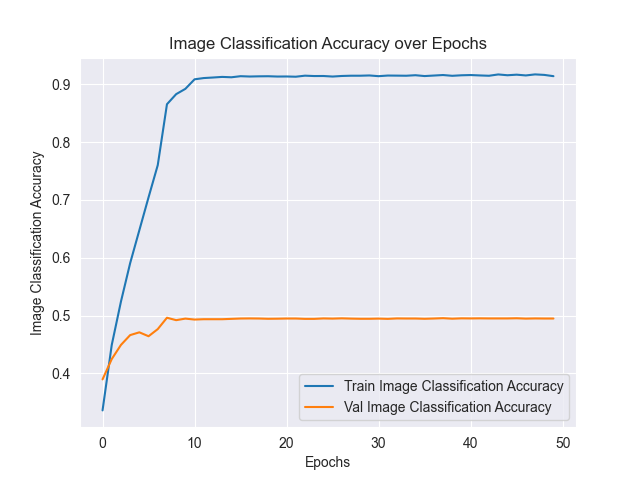 Image Classification Accuracy over Epochs
Image Classification Accuracy
0.9
0.8
0.7
0.6
0.5
0.4
0 10 20 30 40 50
Epochs
Train Image Classification Accuracy
Val Image Classification Accuracy